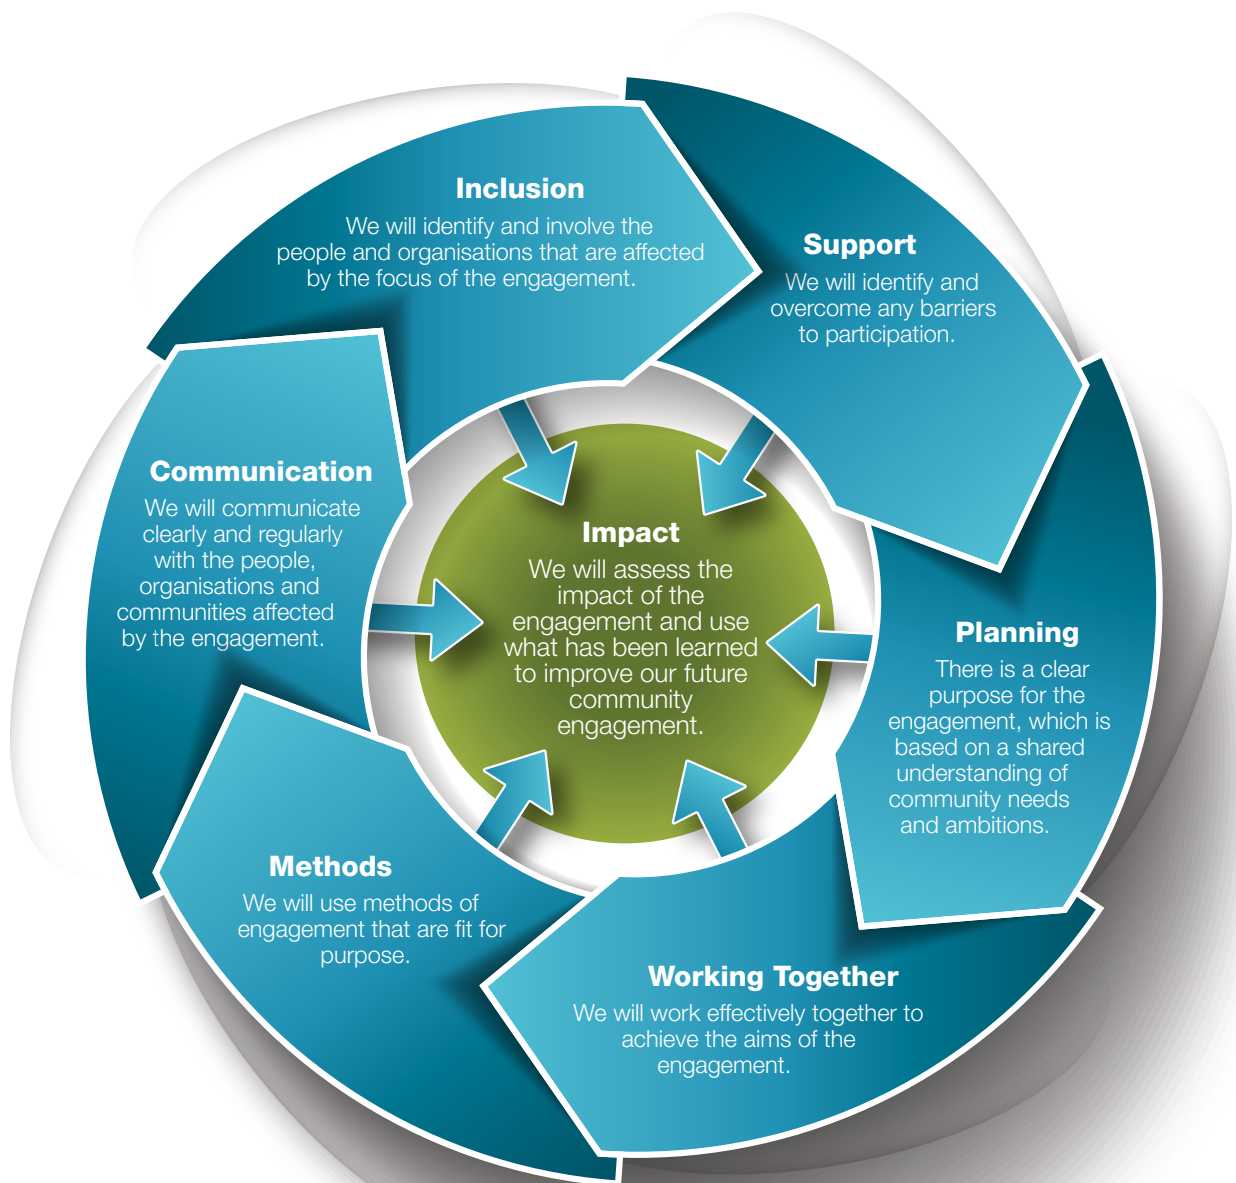 Inclusion
We will identify and involve the
people and organisations that are affected
by the focus of the engagement.
Support
We will identify and
overcome any barriers
to participation.
Planning
There is a clear
purpose for the
engagement, which is
based on a shared
understanding of
community needs
and ambitions.
Working Together
We will work effectively together to
achieve the aims of the
engagement.
Methods
We will use methods of
engagement that are fit for
purpose.
Communication
We will communicate
clearly and regularly
with the people,
organisations and
communities affected
by the engagement.
Impact
We will assess the
impact of the
engagement and use
what has been learned
to improve our future
community
engagement.